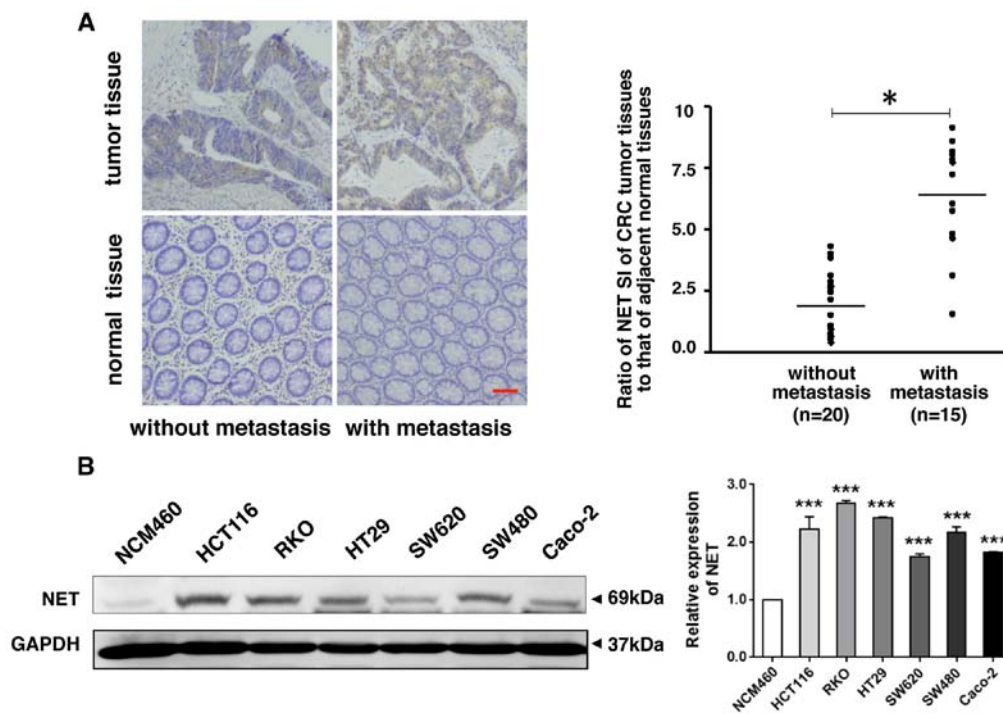 A
tumor tissue
normal tissue
without metastasis
with metastasis
Ratio of NET SI of CRC tumor tissues
to that of adjacent normal tissues
10
7.5
5.0
2.5
0.0
*
without
metastasis
(n=20)
with
metastasis
(n=15)
B
NCM460
HCT116
RKO
HT29
SW620
SW480
Caco-2
NET
69kDa
GAPDH
37kDa
Relative expression
of NET
3.0
2.0
1.0
0.0
***
***
***
***
***
***
NCM460
HCT116
RKO
HT29
SW620
SW480
Caco-2